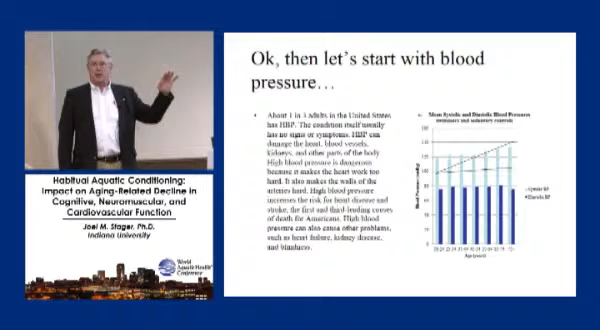 Habitual Aquatic Conditioning:
Impact on Aging-Related Decline in
Cognitive, Neuromuscular, and
Cardiovascular Function
Joel M. Stager, Ph.D.
Indiana University
World
Aquatic Health
Conference
Ok, then let's start with blood
pressure…
• About 1 in 3 Adults in the United States
has HBP. The condition itself usually
has no signs or symptoms. HBP can
damage the heart, blood vessels,
kidneys, and other parts of the body.
High blood pressure is dangerous
because it makes the heart work too
hard. It also makes the walls of the
arteries hard. High blood pressure
increases the risk for heart disease and
stroke, the first and third-leading causes
of death for Americans. High blood
pressure can also cause other problems,
such as heart failure, kidney disease,
and blindness.
Mean Systolic and Diastolic Blood Pressures
swimmers and sedentary controls
Blood Pressure (mmHg)
Systolic BP
Diastolic BP
Age (years)